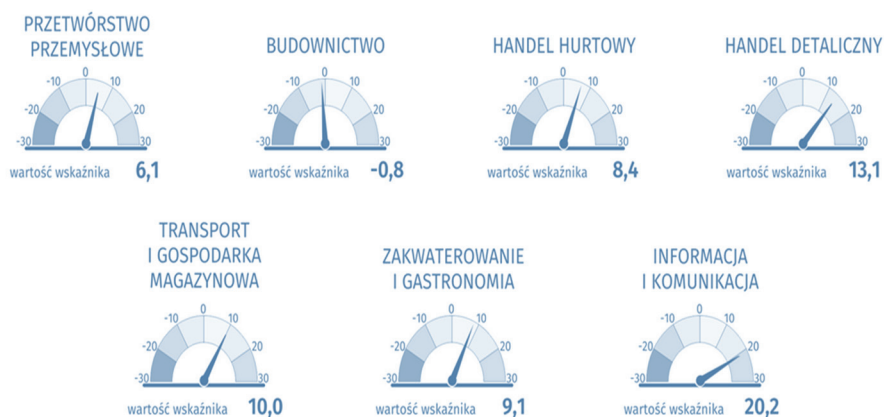 PRZETWÓRSTWO
PRZEMYSŁOWE
BUDOWNICTWO
HANDEL HURTOWY
HANDEL DETALICZNY
-30 -20 -10 0 10 20 30
-30 -20 -10 0 10 20 30
-30 -20 -10 0 10 20 30
-30 -20 -10 0 10 20 30
wartość wskaźnika 6,1
wartość wskaźnika -0,8
wartość wskaźnika 8,4
wartość wskaźnika 13,1
TRANSPORT
I GOSPODARKA
MAGAZYNOWA
ZAKWATEROWANIE
I GASTRONOMIA
INFORMACJA
I KOMUNIKACJA
-30 -20 -10 0 10 20 30
-30 -20 -10 0 10 20 30
-30 -20 -10 0 10 20 30
wartość wskaźnika 10,0
wartość wskaźnika 9,1
wartość wskaźnika 20,2